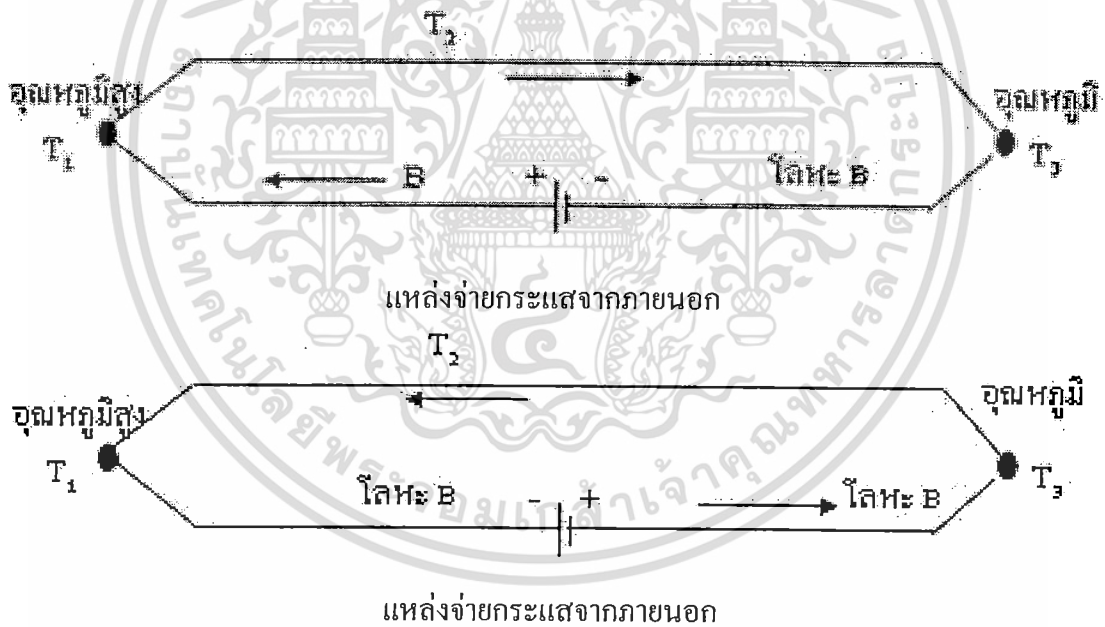 T₂
อุณหภูมิสูง
อุณหภูมิ
T₁
T₃
B
+ -
โลหะ B
แหล่งจ่ายกระแสจากภายนอก
T₂
อุณหภูมิสูง
อุณหภูมิ
T₁
T₃
โลหะ B
- +
โลหะ B
แหล่งจ่ายกระแสจากภายนอก